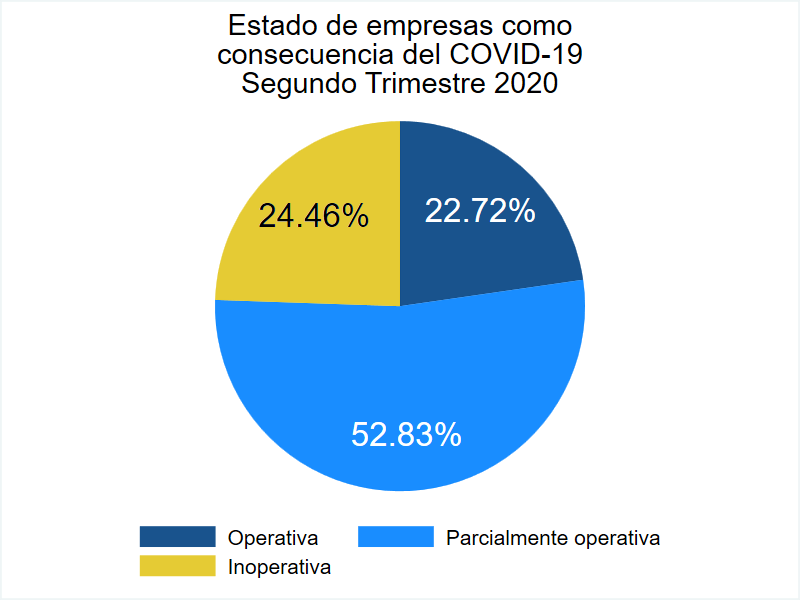 Estado de empresas como
consecuencia del COVID-19
Segundo Trimestre 2020
24.46%
22.72%
52.83%
Operativa
Parcialmente operativa
Inoperativa